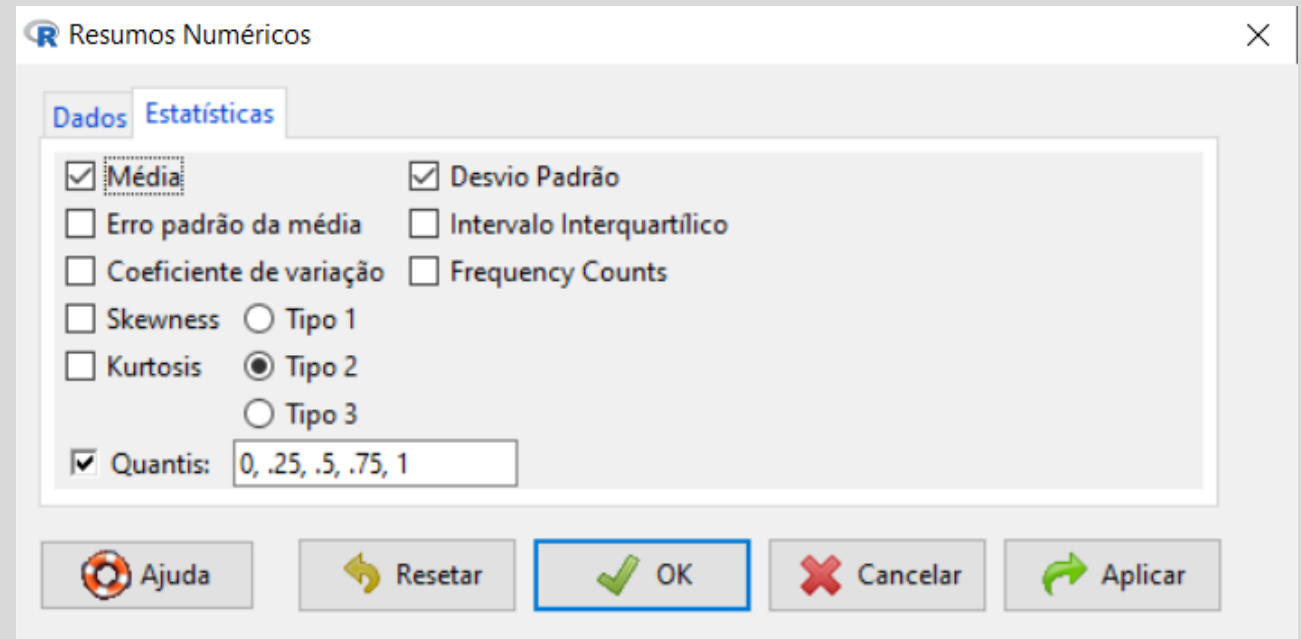 Resumos Numéricos
Dados Estatísticas
Média Desvio Padrão
Erro padrão da média Intervalo Interquartílico
Coeficiente de variação Frequency Counts
Skewness Tipo 1
Kurtosis Tipo 2
Tipo 3
Quantis: 0, .25, .5, .75, 1
Ajuda Resetar OK Cancelar Aplicar